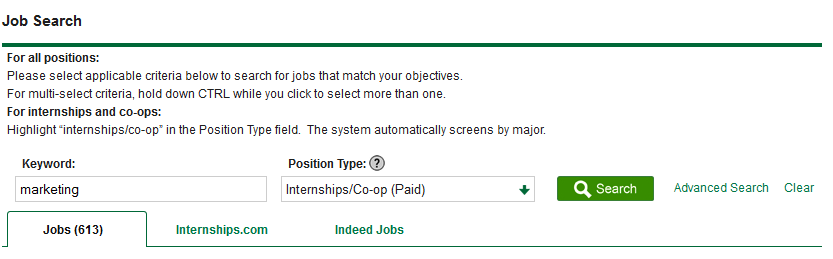 Job Search
For all positions:
Please select applicable criteria below to search for jobs that match your objectives.
For multi-select criteria, hold down CTRL while you click to select more than one.
For internships and co-ops:
Highlight “internships/co-op” in the Position Type field.  The system automatically screens by major.
Keyword: Position Type: ?
marketing Internships/Co-op (Paid) Search Advanced Search Clear
Jobs (613) Internships.com Indeed Jobs